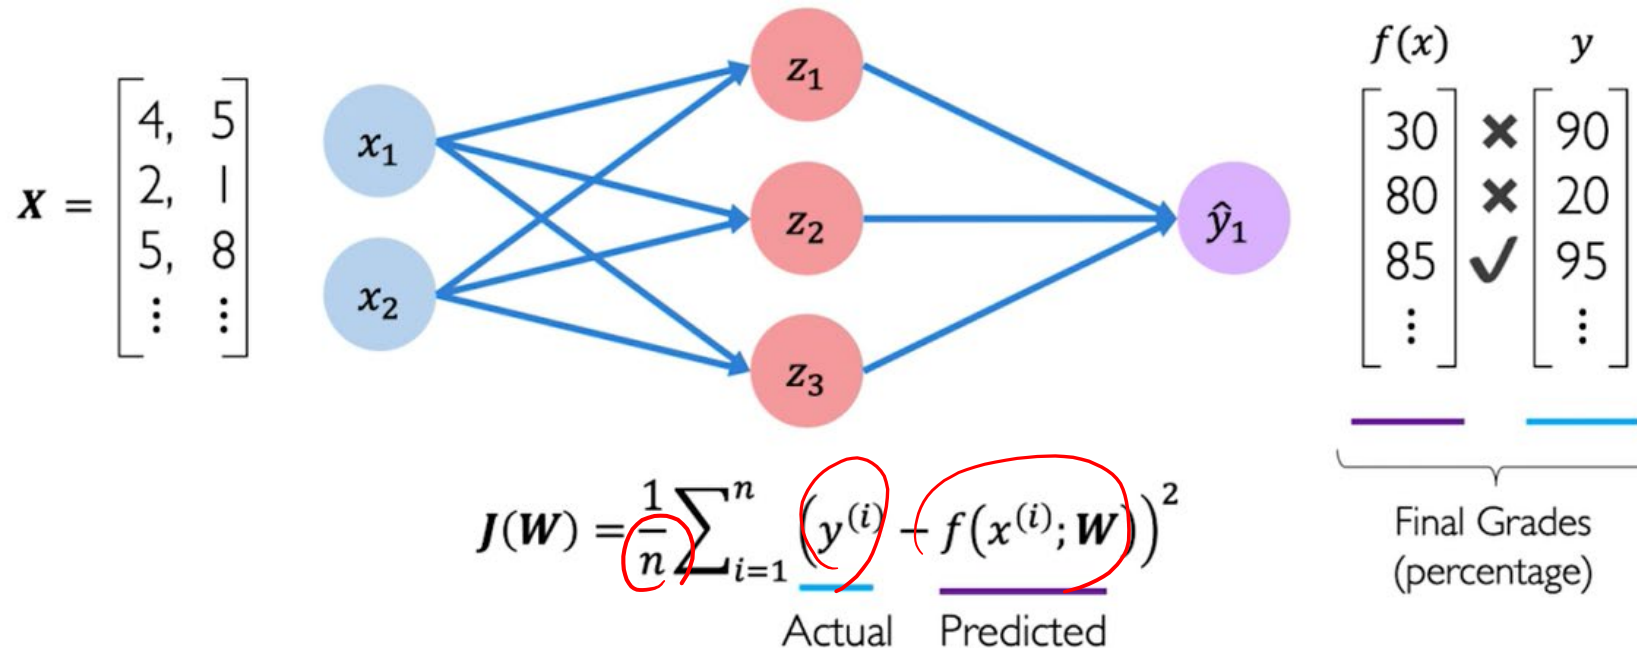 X = [4, 5
2, 1
5, 8
⋮ ⋮]
x₁
x₂
z₁
z₂
z₃
ŷ₁
f(x) y
[30] ✖ [90]
[80] ✖ [20]
[85] ✔ [95]
⋮ ⋮
J(W) = 1/n ∑ᵢ₌₁ⁿ (y⁽ⁱ⁾ − f(x⁽ⁱ⁾; W))²
Actual Predicted
Final Grades
(percentage)